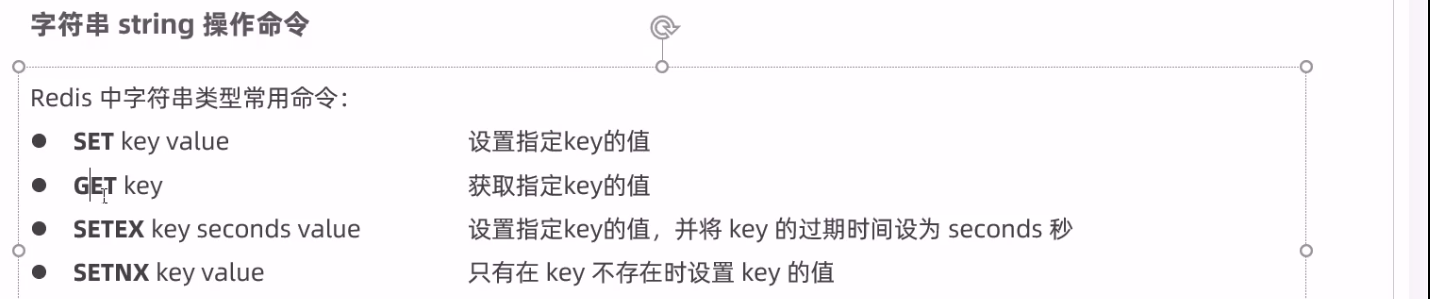 字符串 string 操作命令
Redis 中字符串类型常用命令：
● SET key value 设置指定key的值
● GET key 获取指定key的值
● SETEX key seconds value 设置指定key的值，并将 key 的过期时间设为 seconds 秒
● SETNX key value 只有在 key 不存在时设置 key 的值